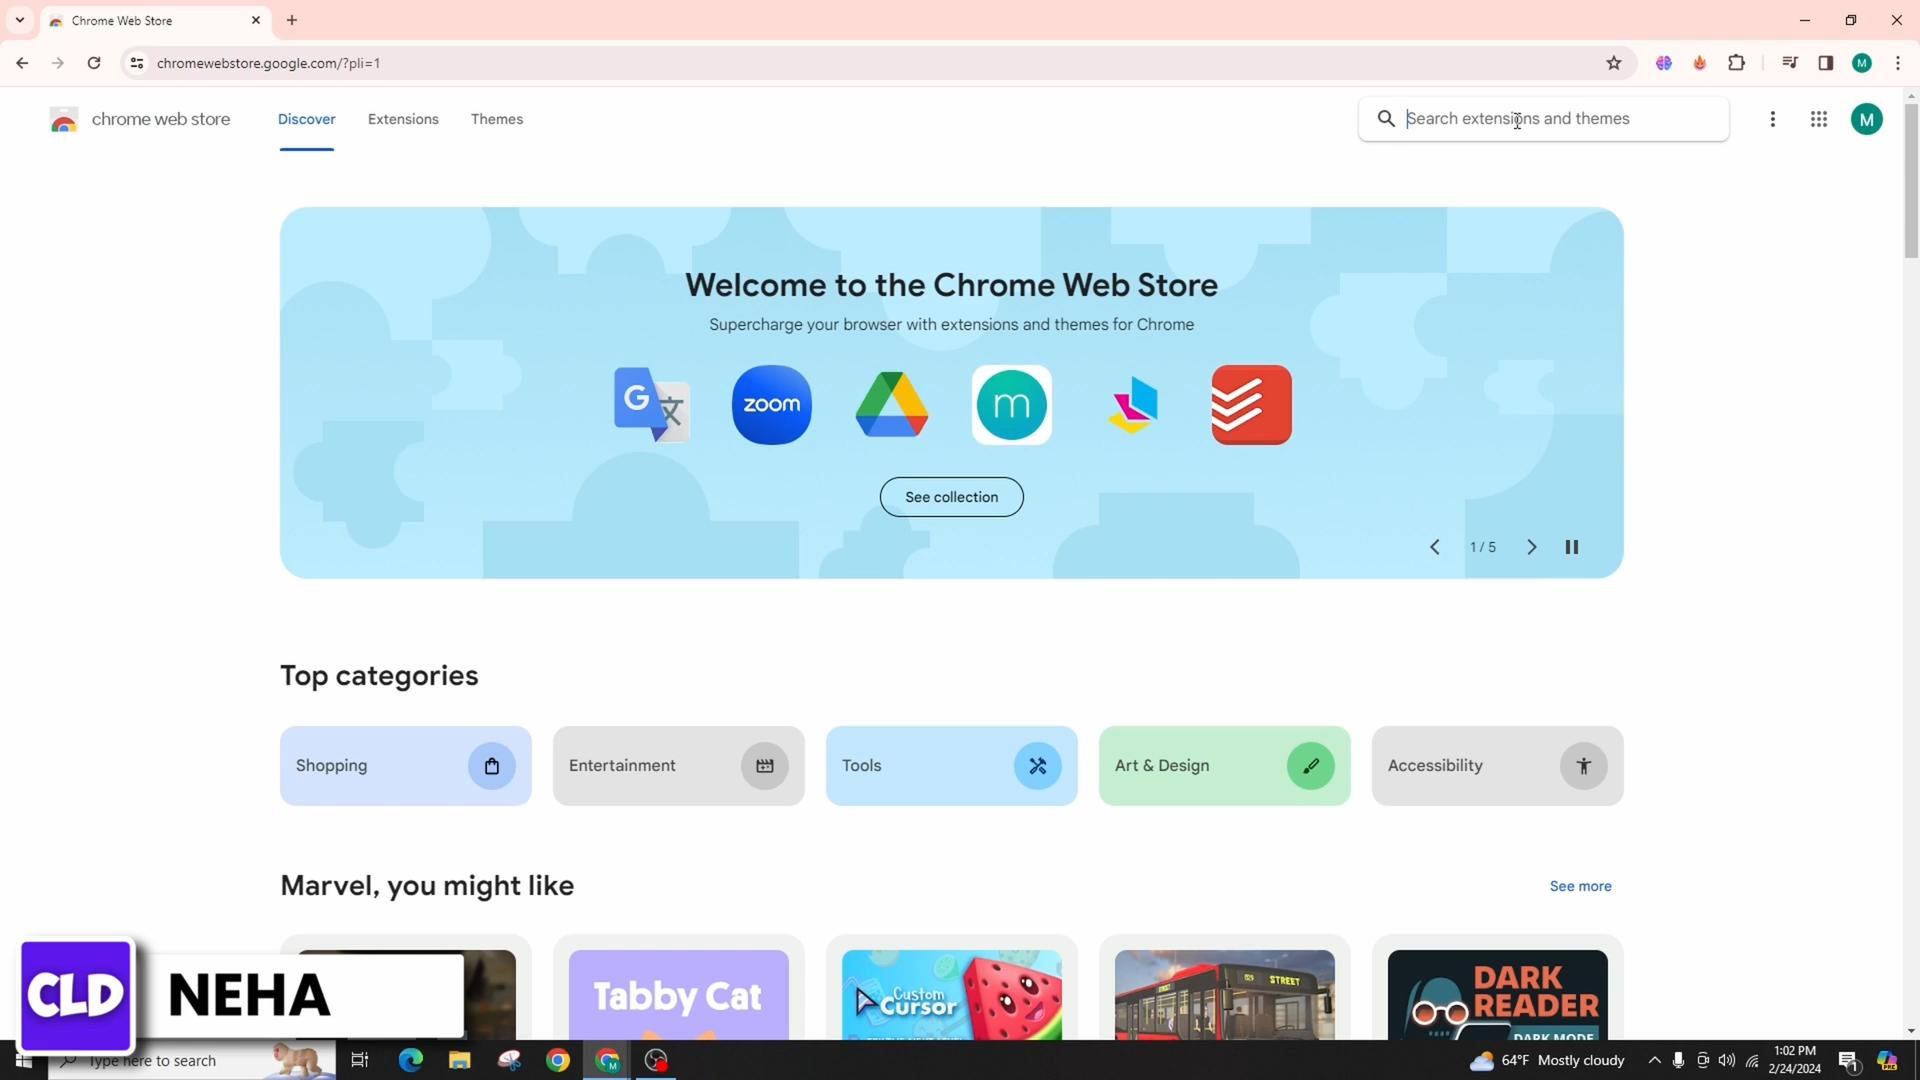 Chrome Web Store
chromewebstore.google.com/?pli=1
M
chrome web store
Discover
Extensions
Themes
Search extensions and themes
M
Welcome to the Chrome Web Store
Supercharge your browser with extensions and themes for Chrome
G
zoom
m
See collection
1 / 5
Top categories
Shopping
Entertainment
Tools
Art & Design
Accessibility
Marvel, you might like
See more
Tabby Cat
Custom
Cursor
STREET
DARK
READER
DARK MODE
CLD
NEHA
Type here to search
64°F Mostly cloudy
1:02 PM
2/24/2024
1